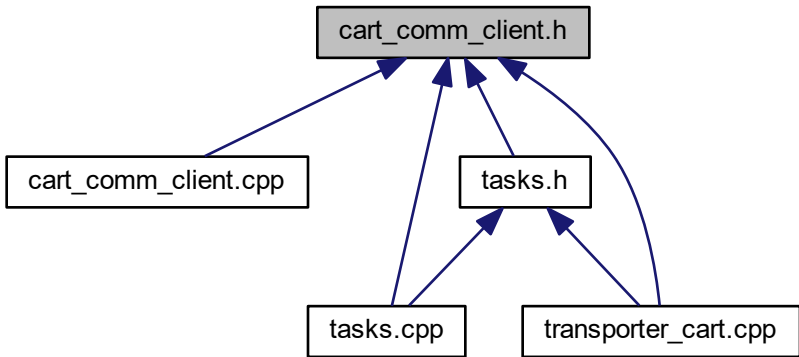 cart_comm_client.h
cart_comm_client.cpp
tasks.h
tasks.cpp
transporter_cart.cpp